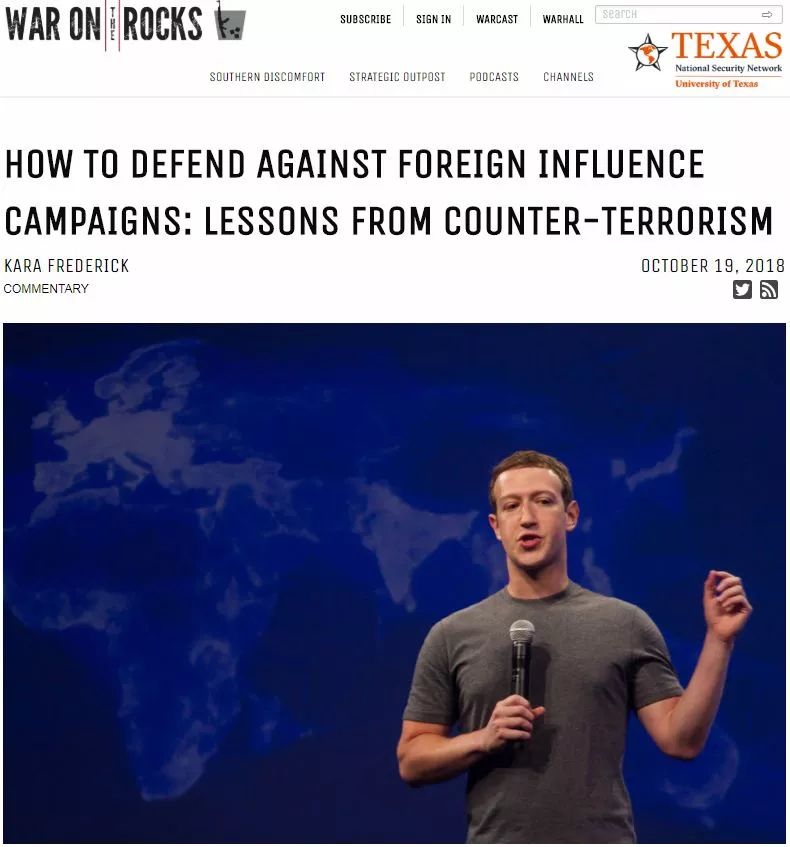 WAR ON THE ROCKS
SUBSCRIBE
SIGN IN
WARCAST
WARHALL
Search
TEXAS
National Security Network
University of Texas
SOUTHERN DISCOMFORT
STRATEGIC OUTPOST
PODCASTS
CHANNELS
HOW TO DEFEND AGAINST FOREIGN INFLUENCE
CAMPAIGNS: LESSONS FROM COUNTER-TERRORISM
KARA FREDERICK
OCTOBER 19, 2018
COMMENTARY